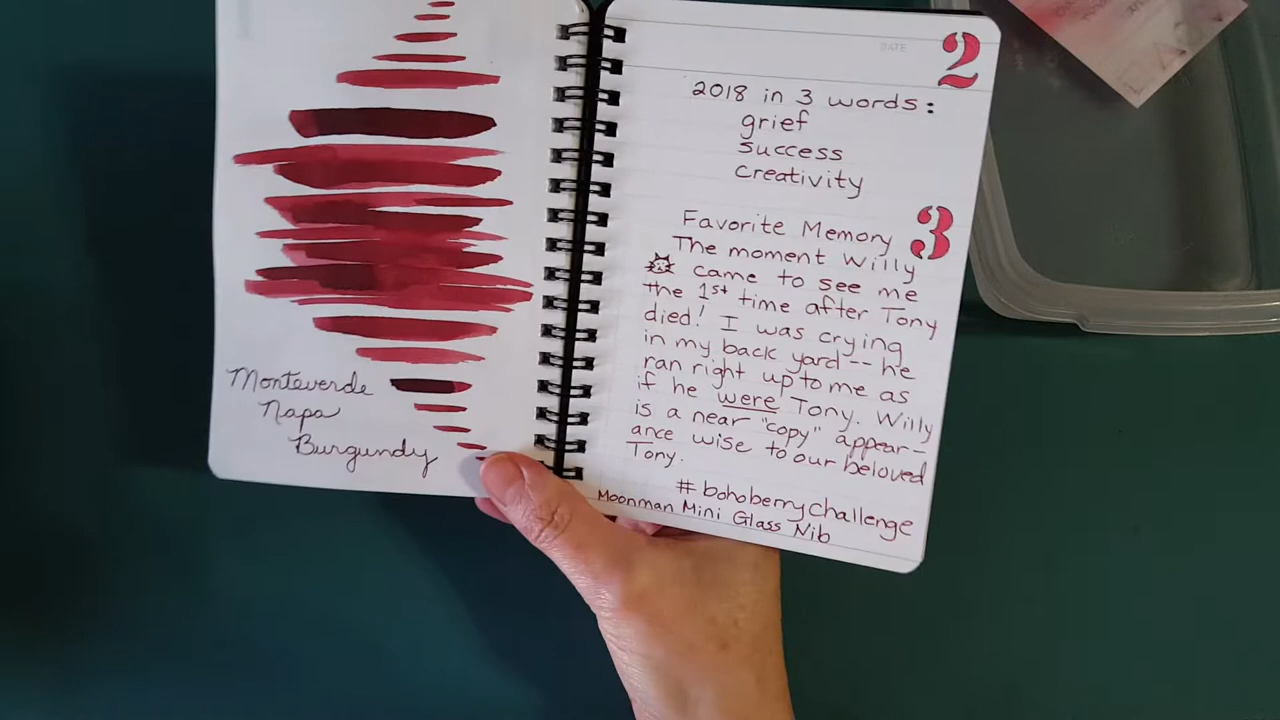 Monteverde
Napa
Burgundy
DATE
2
2018 in 3 words:
grief
success
creativity
3
Favorite Memory
The moment Willy
came to see me
the 1st time after Tony
died! I was crying
in my back yard -- he
ran right up to me as
if he were Tony. Willy
is a near "copy" appear-
ance wise to our beloved
Tony.
#bohoberrychallenge
Moonman Mini Glass Nib